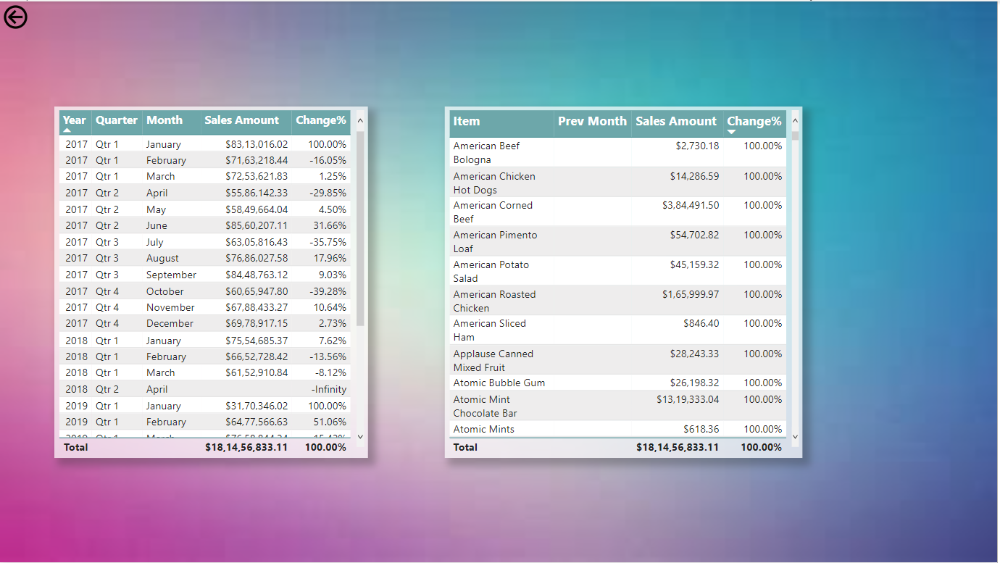 Year Quarter Month Sales Amount Change%
2017 Qtr 1 January $83,13,016.02 100.00%
2017 Qtr 1 February $71,63,218.44 -16.05%
2017 Qtr 1 March $72,53,621.83 1.25%
2017 Qtr 2 April $55,86,142.33 -29.85%
2017 Qtr 2 May $58,49,664.04 4.50%
2017 Qtr 2 June $85,60,207.11 31.66%
2017 Qtr 3 July $63,05,816.43 -35.75%
2017 Qtr 3 August $76,86,027.58 17.96%
2017 Qtr 3 September $84,48,763.12 9.03%
2017 Qtr 4 October $60,65,947.80 -39.28%
2017 Qtr 4 November $67,88,433.27 10.64%
2017 Qtr 4 December $69,78,917.15 2.73%
2018 Qtr 1 January $75,54,685.37 7.62%
2018 Qtr 1 February $66,52,728.42 -13.56%
2018 Qtr 1 March $61,52,910.84 -8.12%
2018 Qtr 2 April -Infinity
2019 Qtr 1 January $31,70,346.02 100.00%
2019 Qtr 1 February $64,77,566.63 51.06%
2019 Qtr 1 March
Total $18,14,56,833.11 100.00%
Item Prev Month Sales Amount Change%
American Beef $2,730.18 100.00%
Bologna
American Chicken $14,286.59 100.00%
Hot Dogs
American Corned $3,84,491.50 100.00%
Beef
American Pimento $54,702.82 100.00%
Loaf
American Potato $45,159.32 100.00%
Salad
American Roasted $1,65,999.97 100.00%
Chicken
American Sliced $846.40 100.00%
Ham
Applause Canned $28,243.33 100.00%
Mixed Fruit
Atomic Bubble Gum $26,198.32 100.00%
Atomic Mint $13,19,333.04 100.00%
Chocolate Bar
Atomic Mints $618.36 100.00%
Total $18,14,56,833.11 100.00%